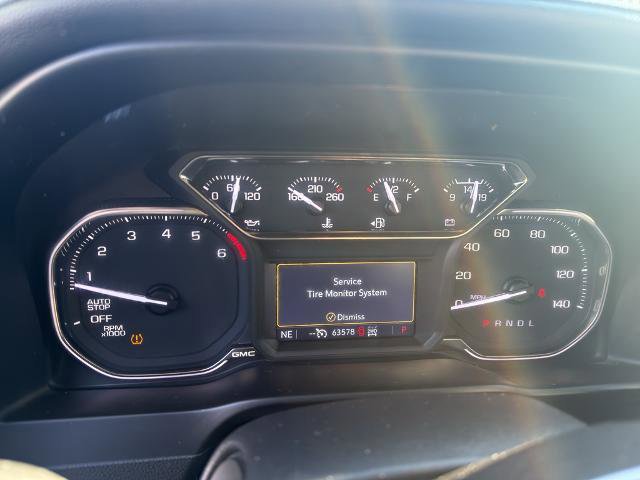 0 60 120
160 210 260
E 1/2 F
9 14 19
1 2 3 4 5 6
AUTO
STOP
OFF
RPM
x1000
GMC
Service
Tire Monitor System
Dismiss
NE -- 63578 2WD P
0 20 40 60 80 100 120 140
MPH
P R N D L